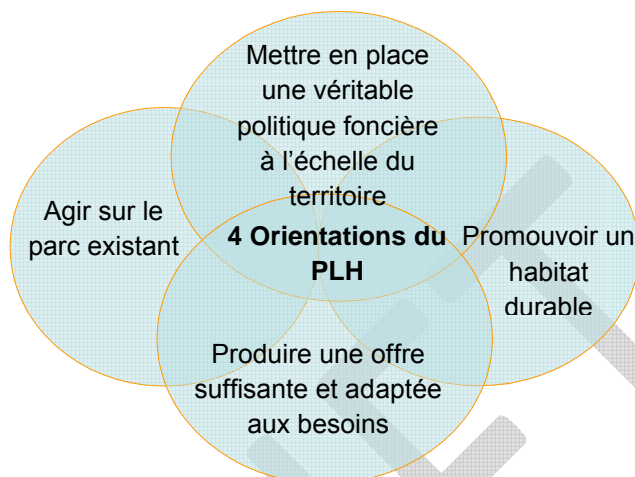 Mettre en place
une véritable
politique foncière
à l'échelle du
territoire
Agir sur le
parc existant
4 Orientations du
PLH
Promouvoir un
habitat
durable
Produire une offre
suffisante et adaptée
aux besoins